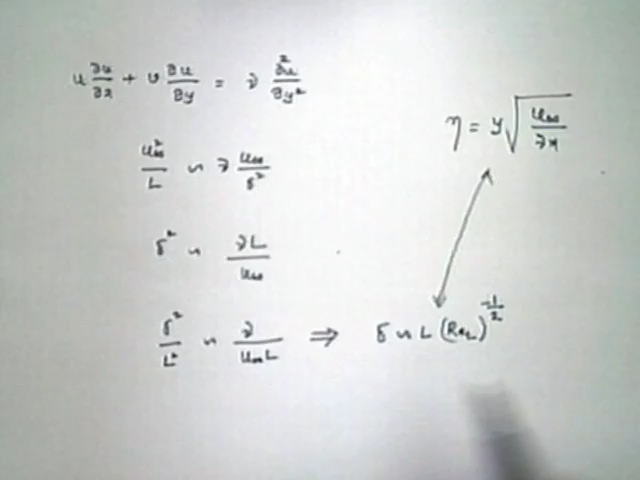 u ∂u/∂x + v ∂u/∂y = ν ∂²u/∂y²
η = y √(u∞/νx)
u∞²/L ∼ ν u∞/δ²
δ² ∼ νL/u∞
δ²/L² ∼ ν/(u∞L) ⇒ δ ∼ L (Re_L)^(-1/2)